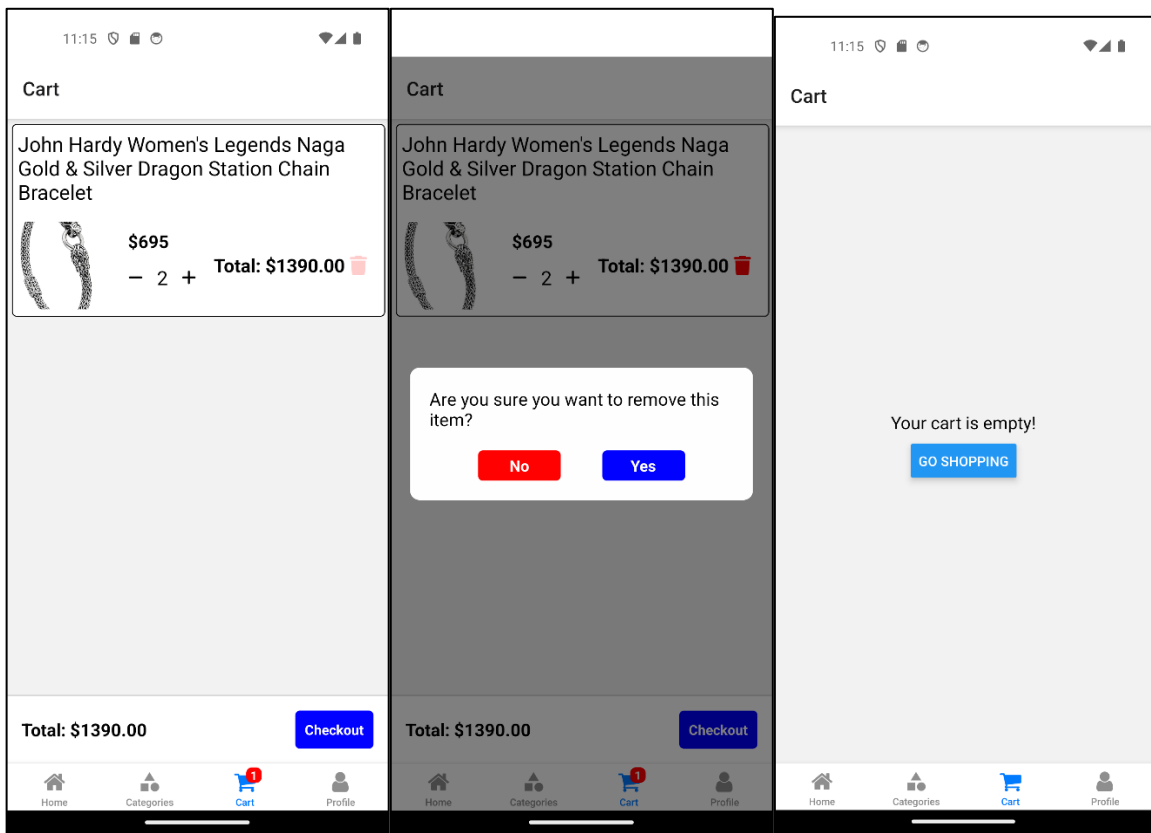 11:15
Cart
John Hardy Women's Legends Naga
Gold & Silver Dragon Station Chain
Bracelet
$695
Total: $1390.00
− 2 +
Total: $1390.00
Checkout
1
Home
Categories
Cart
Profile
Cart
John Hardy Women's Legends Naga
Gold & Silver Dragon Station Chain
Bracelet
$695
Total: $1390.00
− 2 +
Are you sure you want to remove this
item?
No
Yes
Total: $1390.00
Checkout
1
Home
Categories
Cart
Profile
11:15
Cart
Your cart is empty!
GO SHOPPING
Home
Categories
Cart
Profile